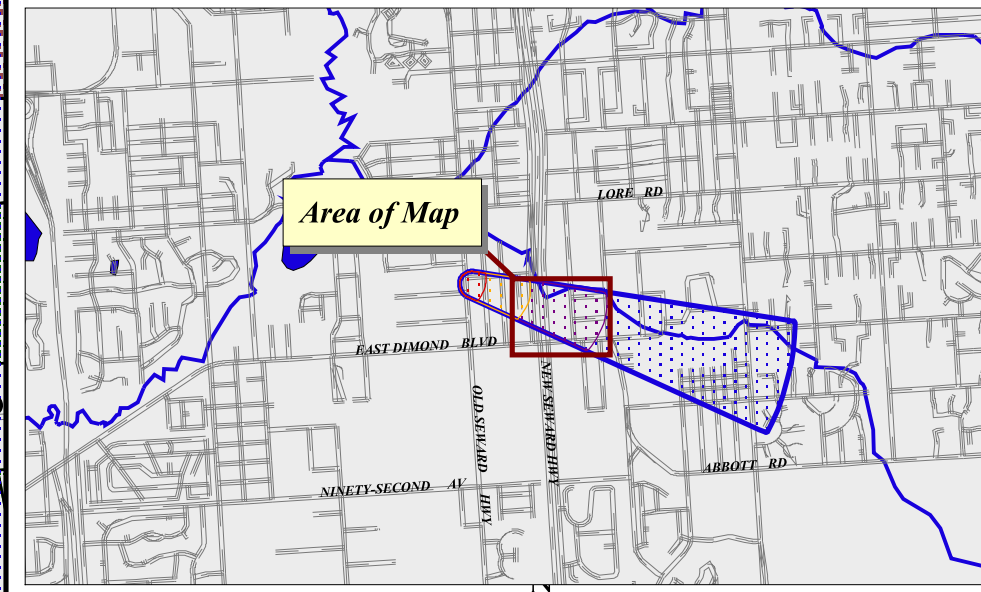 LORE RD
Area of Map
EAST DIMOND BLVD
OLD SEWARD HWY
NEW SEWARD HWY
ABBOTT RD
NINETY-SECOND AV
N